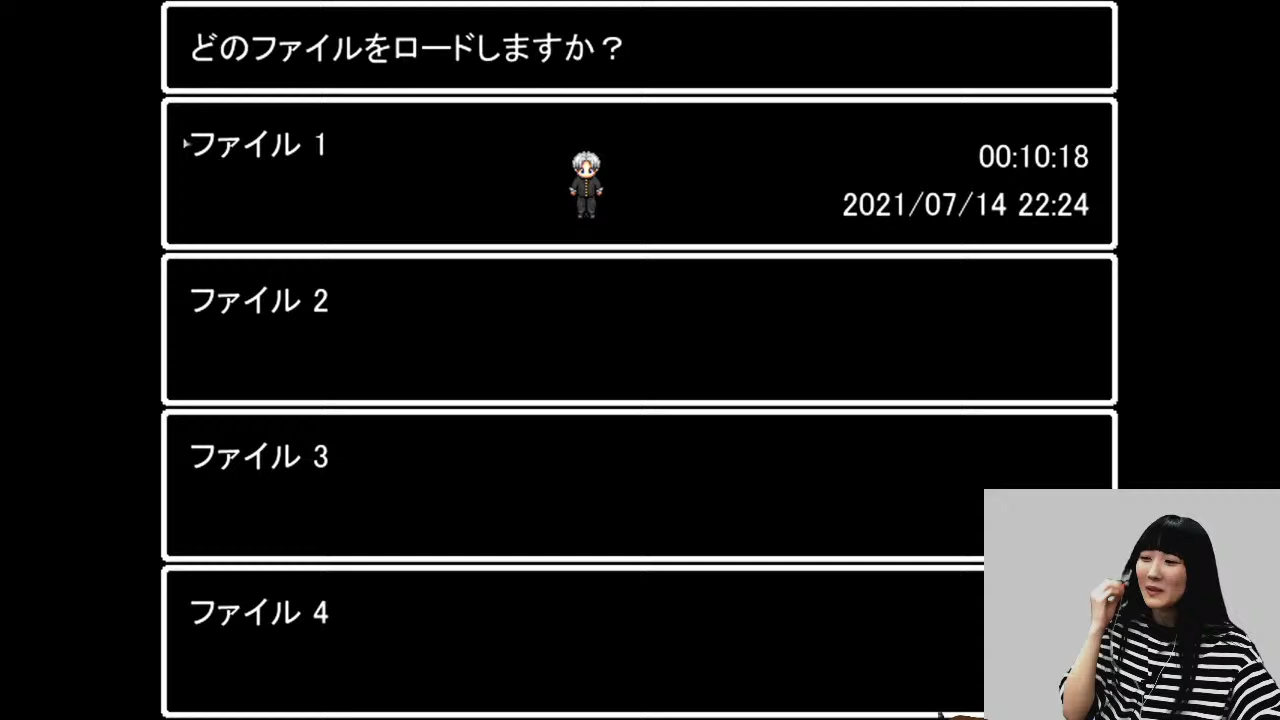 どのファイルをロードしますか？
ファイル 1
00:10:18
2021/07/14 22:24
ファイル 2
ファイル 3
ファイル 4